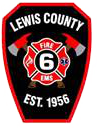 LEWIS COUNTY
FIRE
6
EMS
EST. 1956